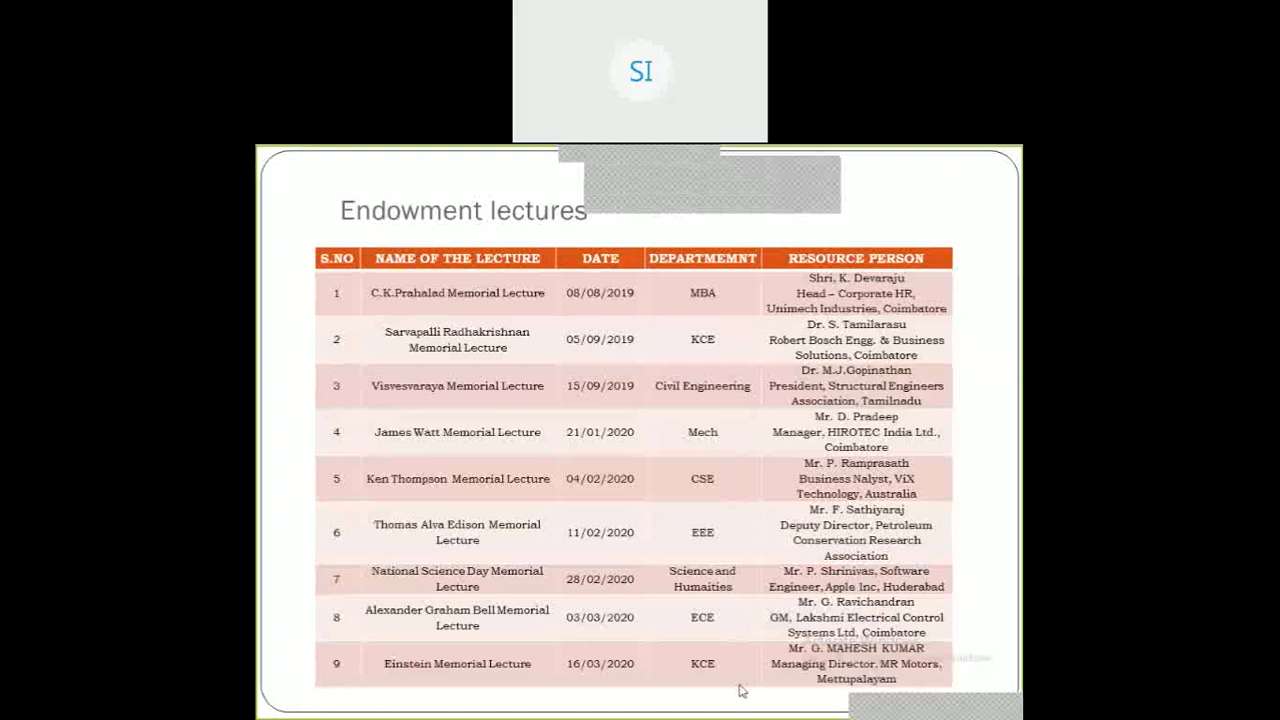 SI
Endowment lectures
S.NO NAME OF THE LECTURE DATE DEPARTMEMNT RESOURCE PERSON
1 C.K.Prahalad Memorial Lecture 08/08/2019 MBA Shri. K. Devaraju
Head – Corporate HR,
Unimech Industries, Coimbatore
2 Sarvapalli Radhakrishnan
Memorial Lecture 05/09/2019 KCE Dr. S. Tamilarasu
Robert Bosch Engg. & Business
Solutions, Coimbatore
3 Visvesvaraya Memorial Lecture 15/09/2019 Civil Engineering Dr. M.J.Gopinathan
President, Structural Engineers
Association, Tamilnadu
4 James Watt Memorial Lecture 21/01/2020 Mech Mr. D. Pradeep
Manager, HIROTEC India Ltd.,
Coimbatore
5 Ken Thompson Memorial Lecture 04/02/2020 CSE Mr. P. Ramprasath
Business Nalyst, ViX
Technology, Australia
6 Thomas Alva Edison Memorial
Lecture 11/02/2020 EEE Mr. F. Sathiyaraj
Deputy Director, Petroleum
Conservation Research
Association
7 National Science Day Memorial
Lecture 28/02/2020 Science and
Humaities Mr. P. Shrinivas, Software
Engineer, Apple Inc, Huderabad
8 Alexander Graham Bell Memorial
Lecture 03/03/2020 ECE Mr. G. Ravichandran
GM, Lakshmi Electrical Control
Systems Ltd, Coimbatore
9 Einstein Memorial Lecture 16/03/2020 KCE Mr. G. MAHESH KUMAR
Managing Director. MR Motors,
Mettupalayam